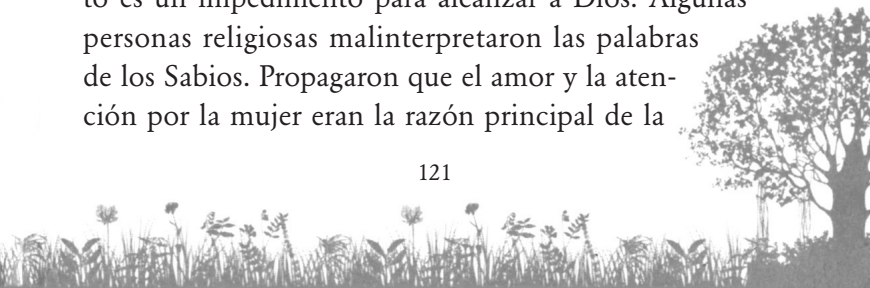 to es un impedimento para alcanzar a Dios. Algunas
personas religiosas malinterpretaron las palabras
de los Sabios. Propagaron que el amor y la aten-
ción por la mujer eran la razón principal de la
121